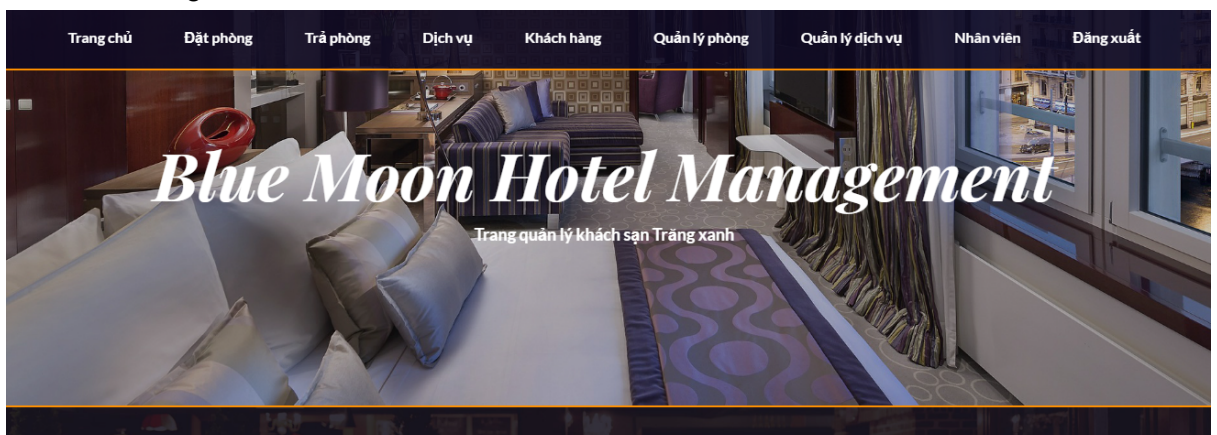 Trang chủ Đặt phòng Trả phòng Dịch vụ Khách hàng Quản lý phòng Quản lý dịch vụ Nhân viên Đăng xuất
Blue Moon Hotel Management
Trang quản lý khách sạn Trăng xanh